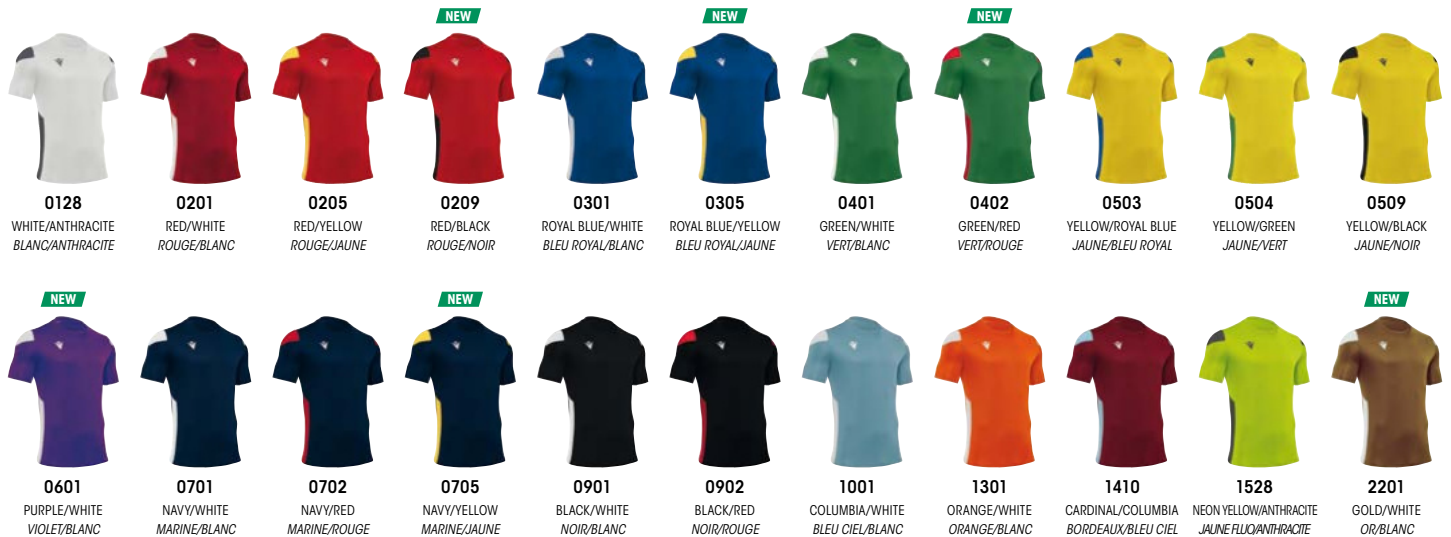 NEW
NEW
NEW
0128
0201
0205
0209
0301
0305
0401
0402
0503
0504
0509
WHITE/ANTHRACITE
RED/WHITE
RED/YELLOW
RED/BLACK
ROYAL BLUE/WHITE
ROYAL BLUE/YELLOW
GREEN/WHITE
GREEN/RED
YELLOW/ROYAL BLUE
YELLOW/GREEN
YELLOW/BLACK
BLANC/ANTHRACITE
ROUGE/BLANC
ROUGE/JAUNE
ROUGE/NOIR
BLEU ROYAL/BLANC
BLEU ROYAL/JAUNE
VERT/BLANC
VERT/ROUGE
JAUNE/BLEU ROYAL
JAUNE/VERT
JAUNE/NOIR
NEW
NEW
NEW
0601
0701
0702
0705
0901
0902
1001
1301
1410
1528
2201
PURPLE/WHITE
NAVY/WHITE
NAVY/RED
NAVY/YELLOW
BLACK/WHITE
BLACK/RED
COLUMBIA/WHITE
ORANGE/WHITE
CARDINAL/COLUMBIA
NEON YELLOW/ANTHRACITE
GOLD/WHITE
VIOLET/BLANC
MARINE/BLANC
MARINE/ROUGE
MARINE/JAUNE
NOIR/BLANC
NOIR/ROUGE
BLEU CIEL/BLANC
ORANGE/BLANC
BORDEAUX/BLEU CIEL
JAUNE FLUO/ANTHRACITE
OR/BLANC